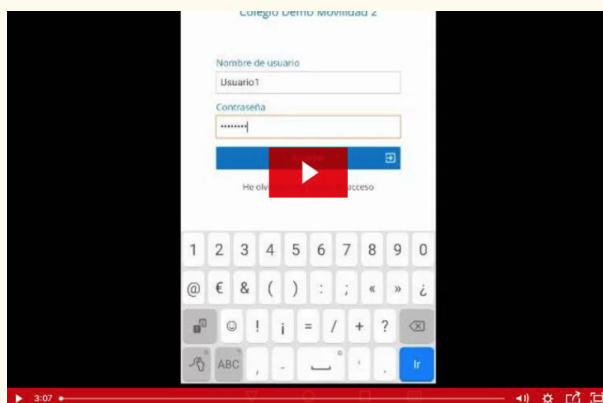 Colegio Demo Movilidad 2
Nombre de usuario
Usuario1
Contraseña
••••••••
He acceso
1 2 3 4 5 6 7 8 9 0
@ € & ( ) : ; « » ¿
! ¡ = / + ?
ABC , - ' . Ir
3:07